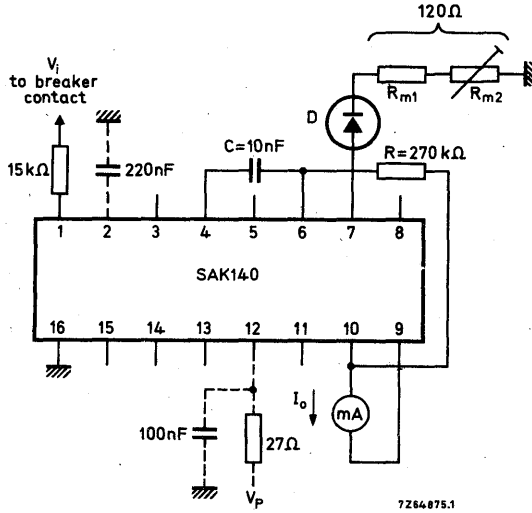 120Ω
V_i
to breaker
contact
R_m1
R_m2
D
C=10nF
R=270kΩ
15kΩ
220nF
1 2 3 4 5 6 7 8
SAK140
16 15 14 13 12 11 10 9
I_o
mA
100nF
27Ω
V_P
7Z64875.1